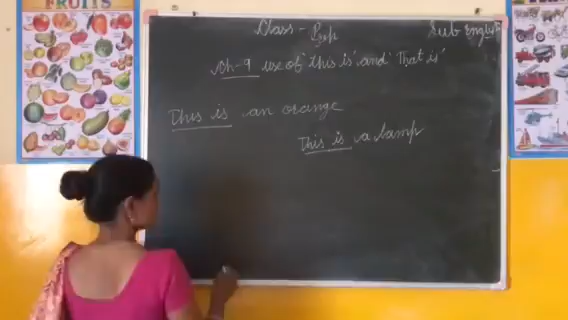 FRUITS
Class - Prep
Sub English
Ch-9 use of 'this is' and 'That is'
This is an orange
This is a lamp